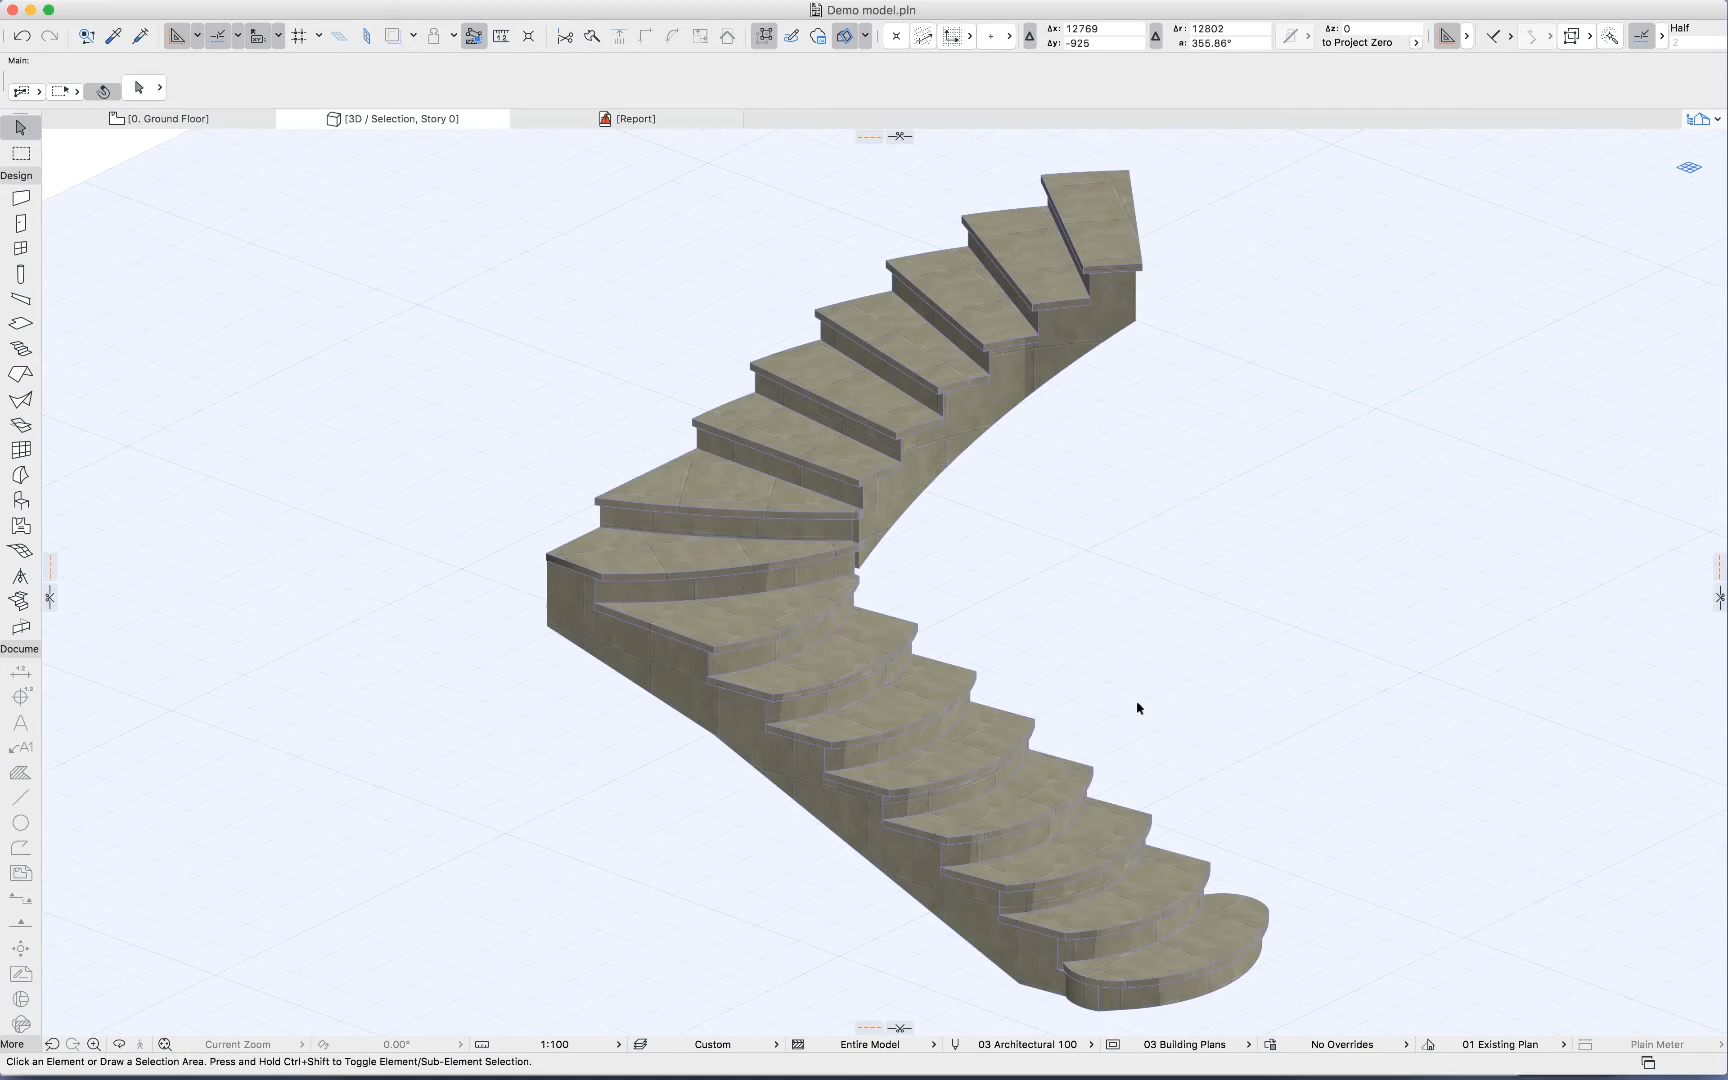 Demo model.pln
Δx: 12769
Δy: -925
Δr: 12802
a: 355.86°
Δz: 0
to Project Zero
Half
2
Main:
[0. Ground Floor]
[3D / Selection, Story 0]
[Report]
Design
Docume
More
Current Zoom
0.00°
1:100
Custom
Entire Model
03 Architectural 100
03 Building Plans
No Overrides
01 Existing Plan
Plain Meter
Click an Element or Draw a Selection Area. Press and Hold Ctrl+Shift to Toggle Element/Sub-Element Selection.